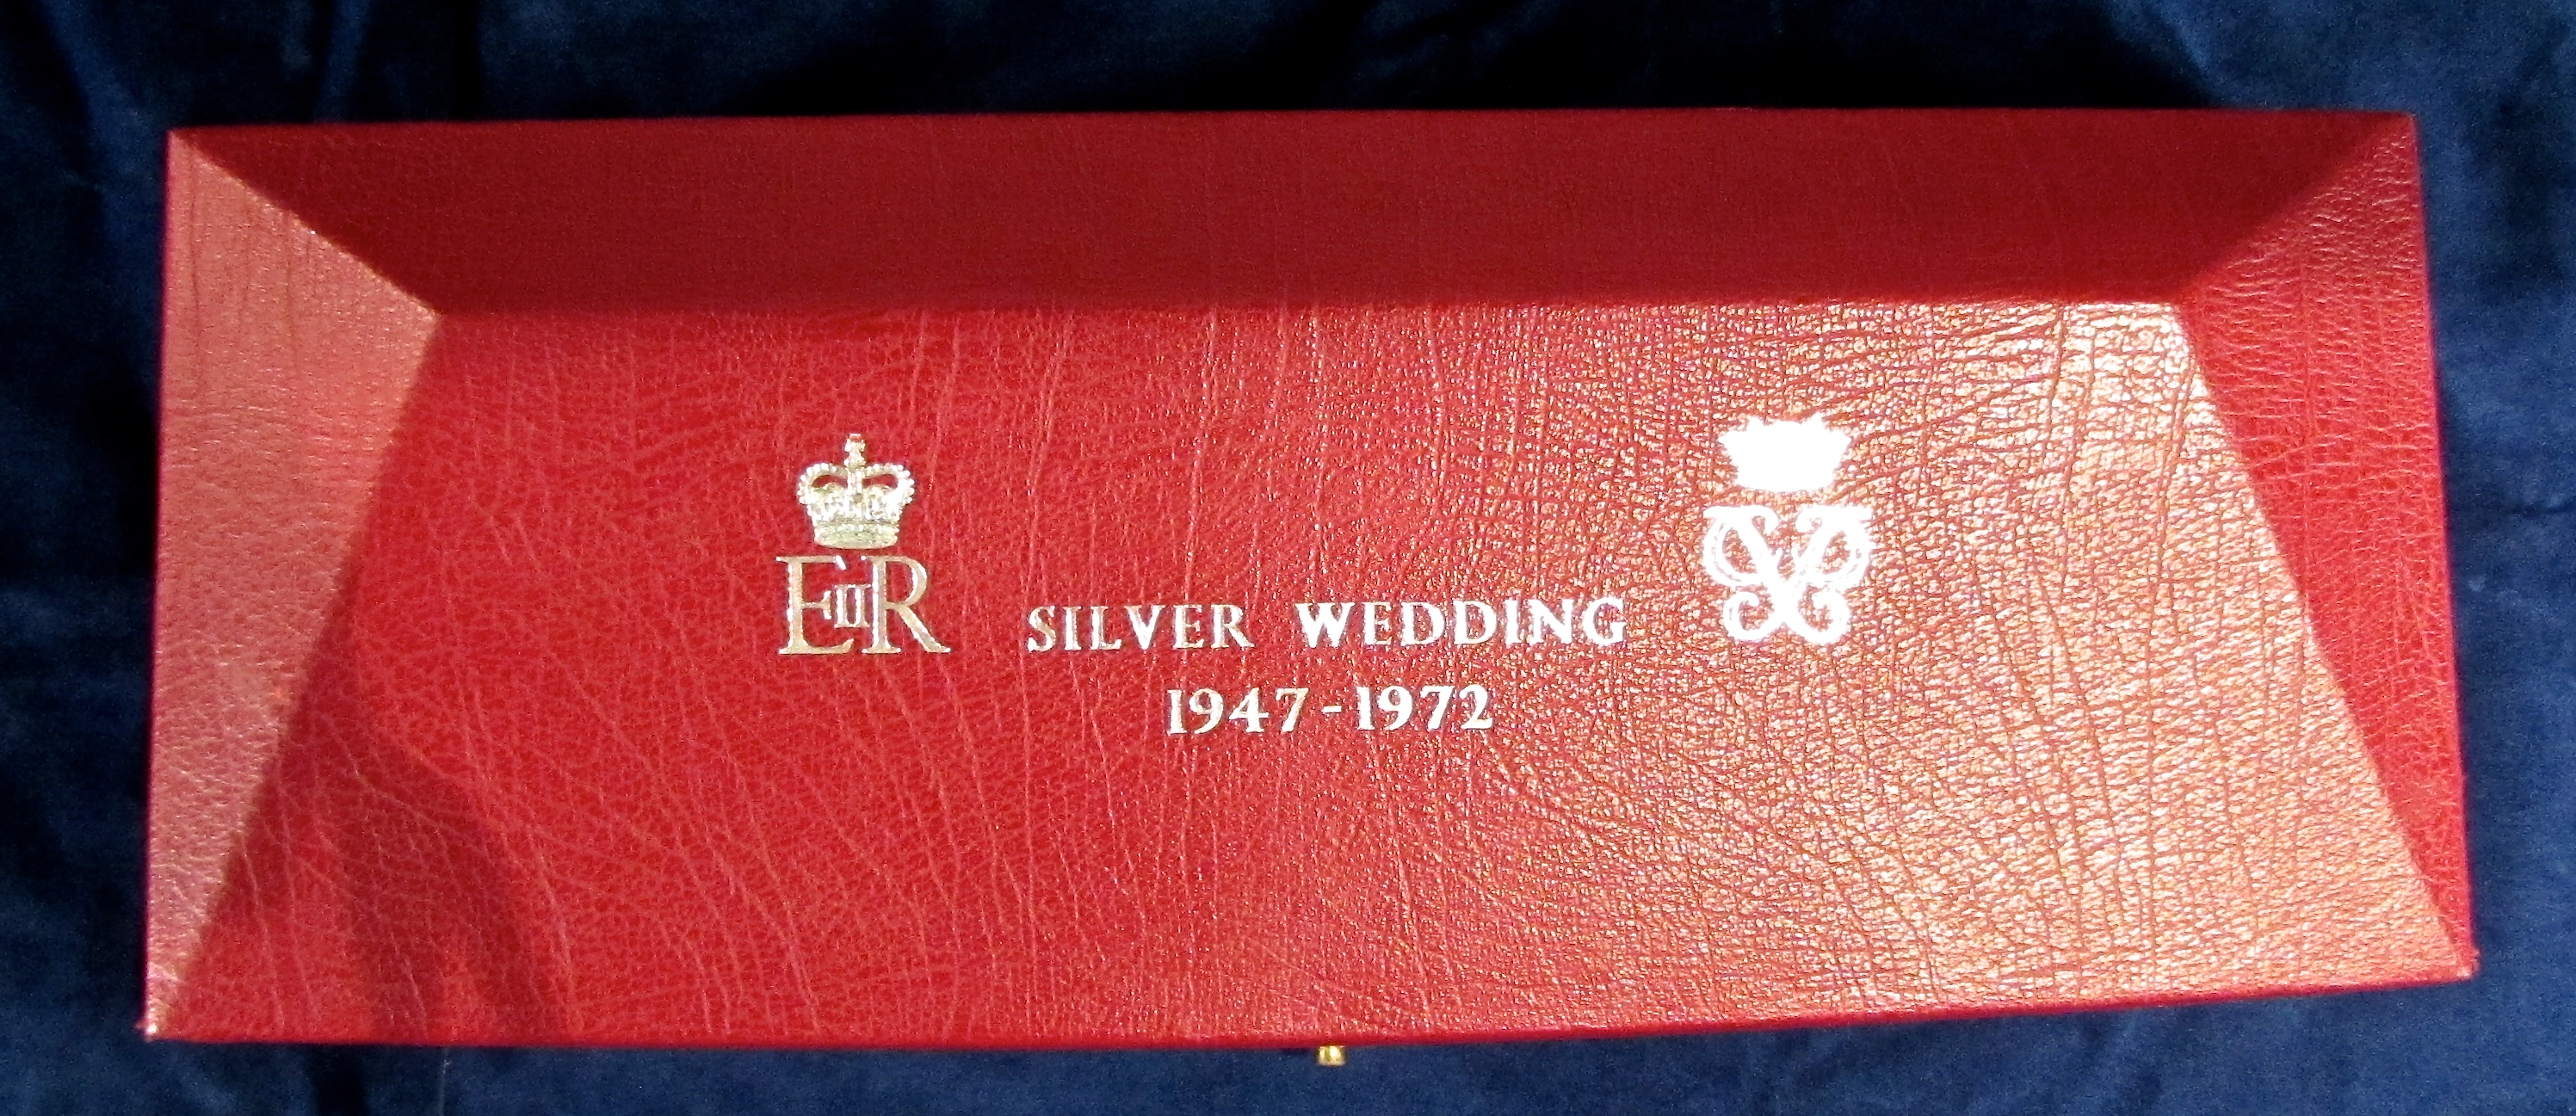 EIIR
SILVER WEDDING
1947-1972